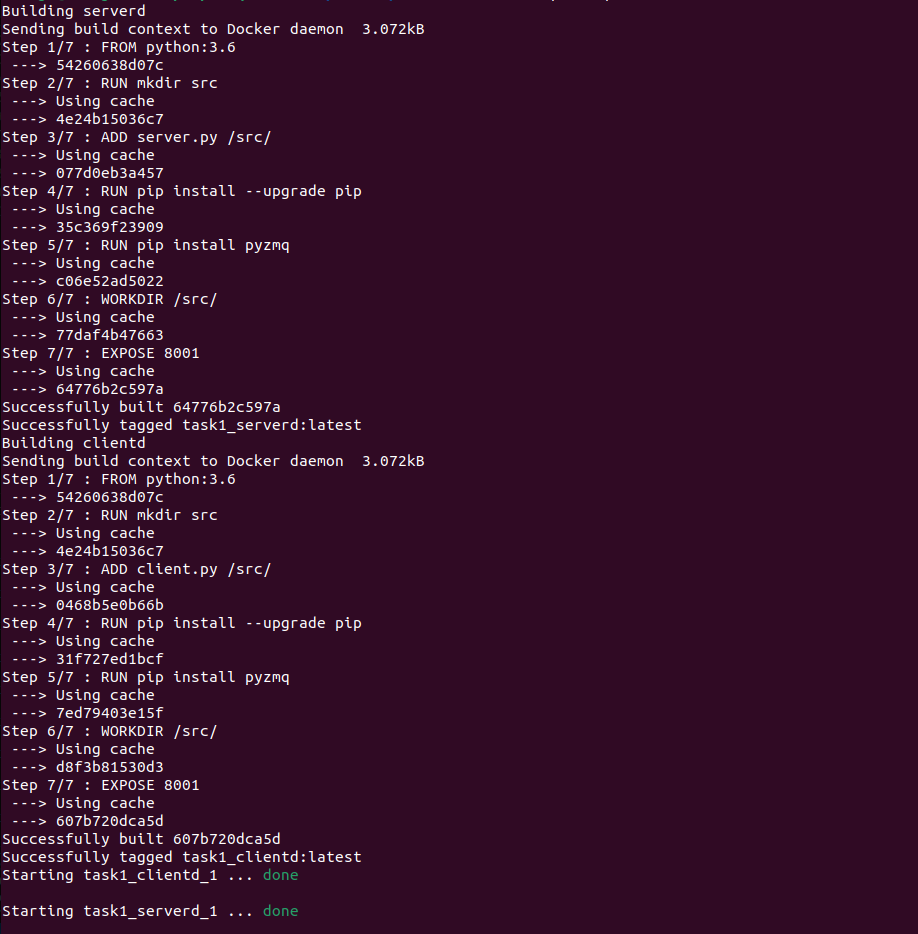 Building serverd
Sending build context to Docker daemon  3.072kB
Step 1/7 : FROM python:3.6
 ---> 54260638d07c
Step 2/7 : RUN mkdir src
 ---> Using cache
 ---> 4e24b15036c7
Step 3/7 : ADD server.py /src/
 ---> Using cache
 ---> 077d0eb3a457
Step 4/7 : RUN pip install --upgrade pip
 ---> Using cache
 ---> 35c369f23909
Step 5/7 : RUN pip install pyzmq
 ---> Using cache
 ---> c06e52ad5022
Step 6/7 : WORKDIR /src/
 ---> Using cache
 ---> 77daf4b47663
Step 7/7 : EXPOSE 8001
 ---> Using cache
 ---> 64776b2c597a
Successfully built 64776b2c597a
Successfully tagged task1_serverd:latest
Building clientd
Sending build context to Docker daemon  3.072kB
Step 1/7 : FROM python:3.6
 ---> 54260638d07c
Step 2/7 : RUN mkdir src
 ---> Using cache
 ---> 4e24b15036c7
Step 3/7 : ADD client.py /src/
 ---> Using cache
 ---> 0468b5e0b66b
Step 4/7 : RUN pip install --upgrade pip
 ---> Using cache
 ---> 31f727ed1bcf
Step 5/7 : RUN pip install pyzmq
 ---> Using cache
 ---> 7ed79403e15f
Step 6/7 : WORKDIR /src/
 ---> Using cache
 ---> d8f3b81530d3
Step 7/7 : EXPOSE 8001
 ---> Using cache
 ---> 607b720dca5d
Successfully built 607b720dca5d
Successfully tagged task1_clientd:latest
Starting task1_clientd_1 ... done
Starting task1_serverd_1 ... done